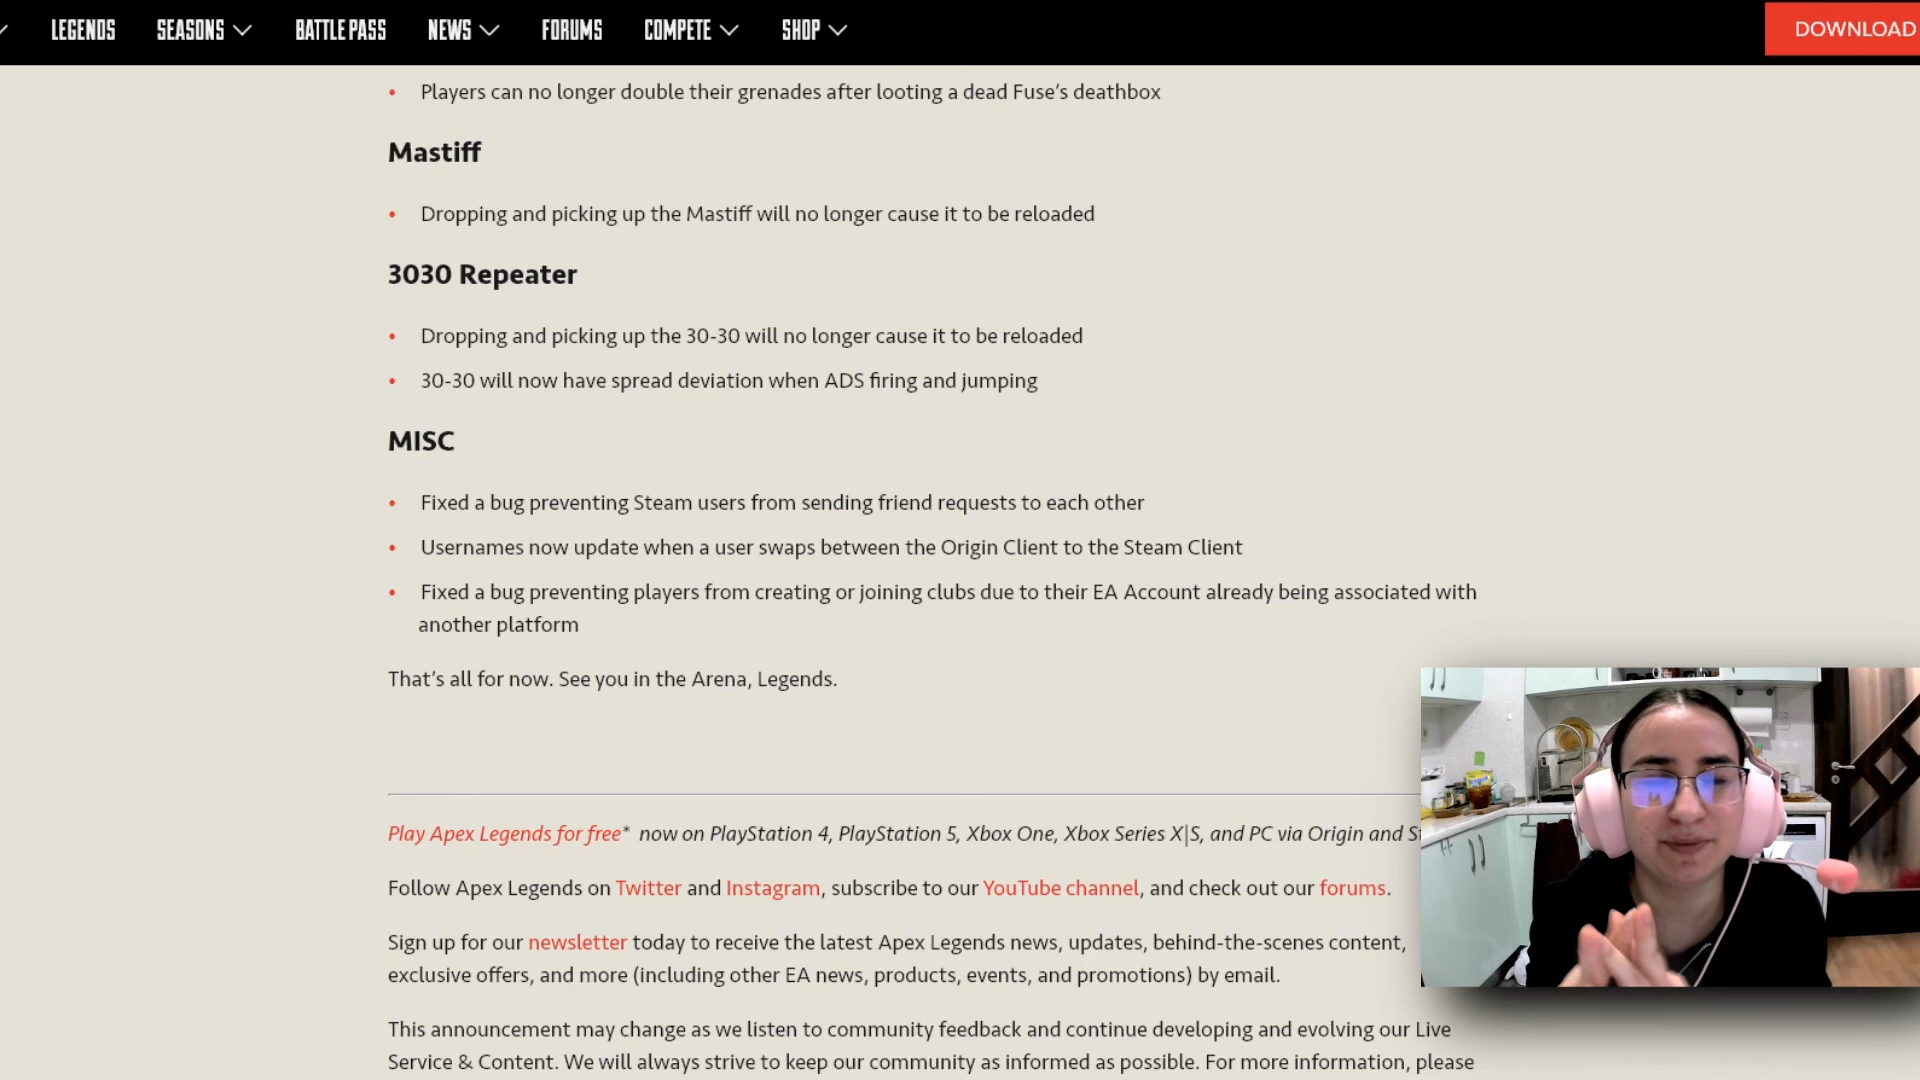 LEGENDS SEASONS BATTLE PASS NEWS FORUMS COMPETE SHOP DOWNLOAD
• Players can no longer double their grenades after looting a dead Fuse’s deathbox
Mastiff
• Dropping and picking up the Mastiff will no longer cause it to be reloaded
3030 Repeater
• Dropping and picking up the 30-30 will no longer cause it to be reloaded
• 30-30 will now have spread deviation when ADS firing and jumping
MISC
• Fixed a bug preventing Steam users from sending friend requests to each other
• Usernames now update when a user swaps between the Origin Client to the Steam Client
• Fixed a bug preventing players from creating or joining clubs due to their EA Account already being associated with
another platform
That’s all for now. See you in the Arena, Legends.
Play Apex Legends for free* now on PlayStation 4, PlayStation 5, Xbox One, Xbox Series X|S, and PC via Origin and
Follow Apex Legends on Twitter and Instagram, subscribe to our YouTube channel, and check out our forums.
Sign up for our newsletter today to receive the latest Apex Legends news, updates, behind-the-scenes content,
exclusive offers, and more (including other EA news, products, events, and promotions) by email.
This announcement may change as we listen to community feedback and continue developing and evolving our Live
Service & Content. We will always strive to keep our community as informed as possible. For more information, please